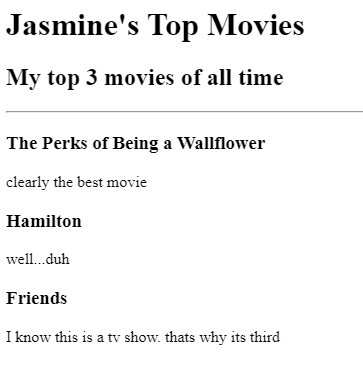 Jasmine's Top Movies
My top 3 movies of all time
The Perks of Being a Wallflower
clearly the best movie
Hamilton
well...duh
Friends
I know this is a tv show. thats why its third